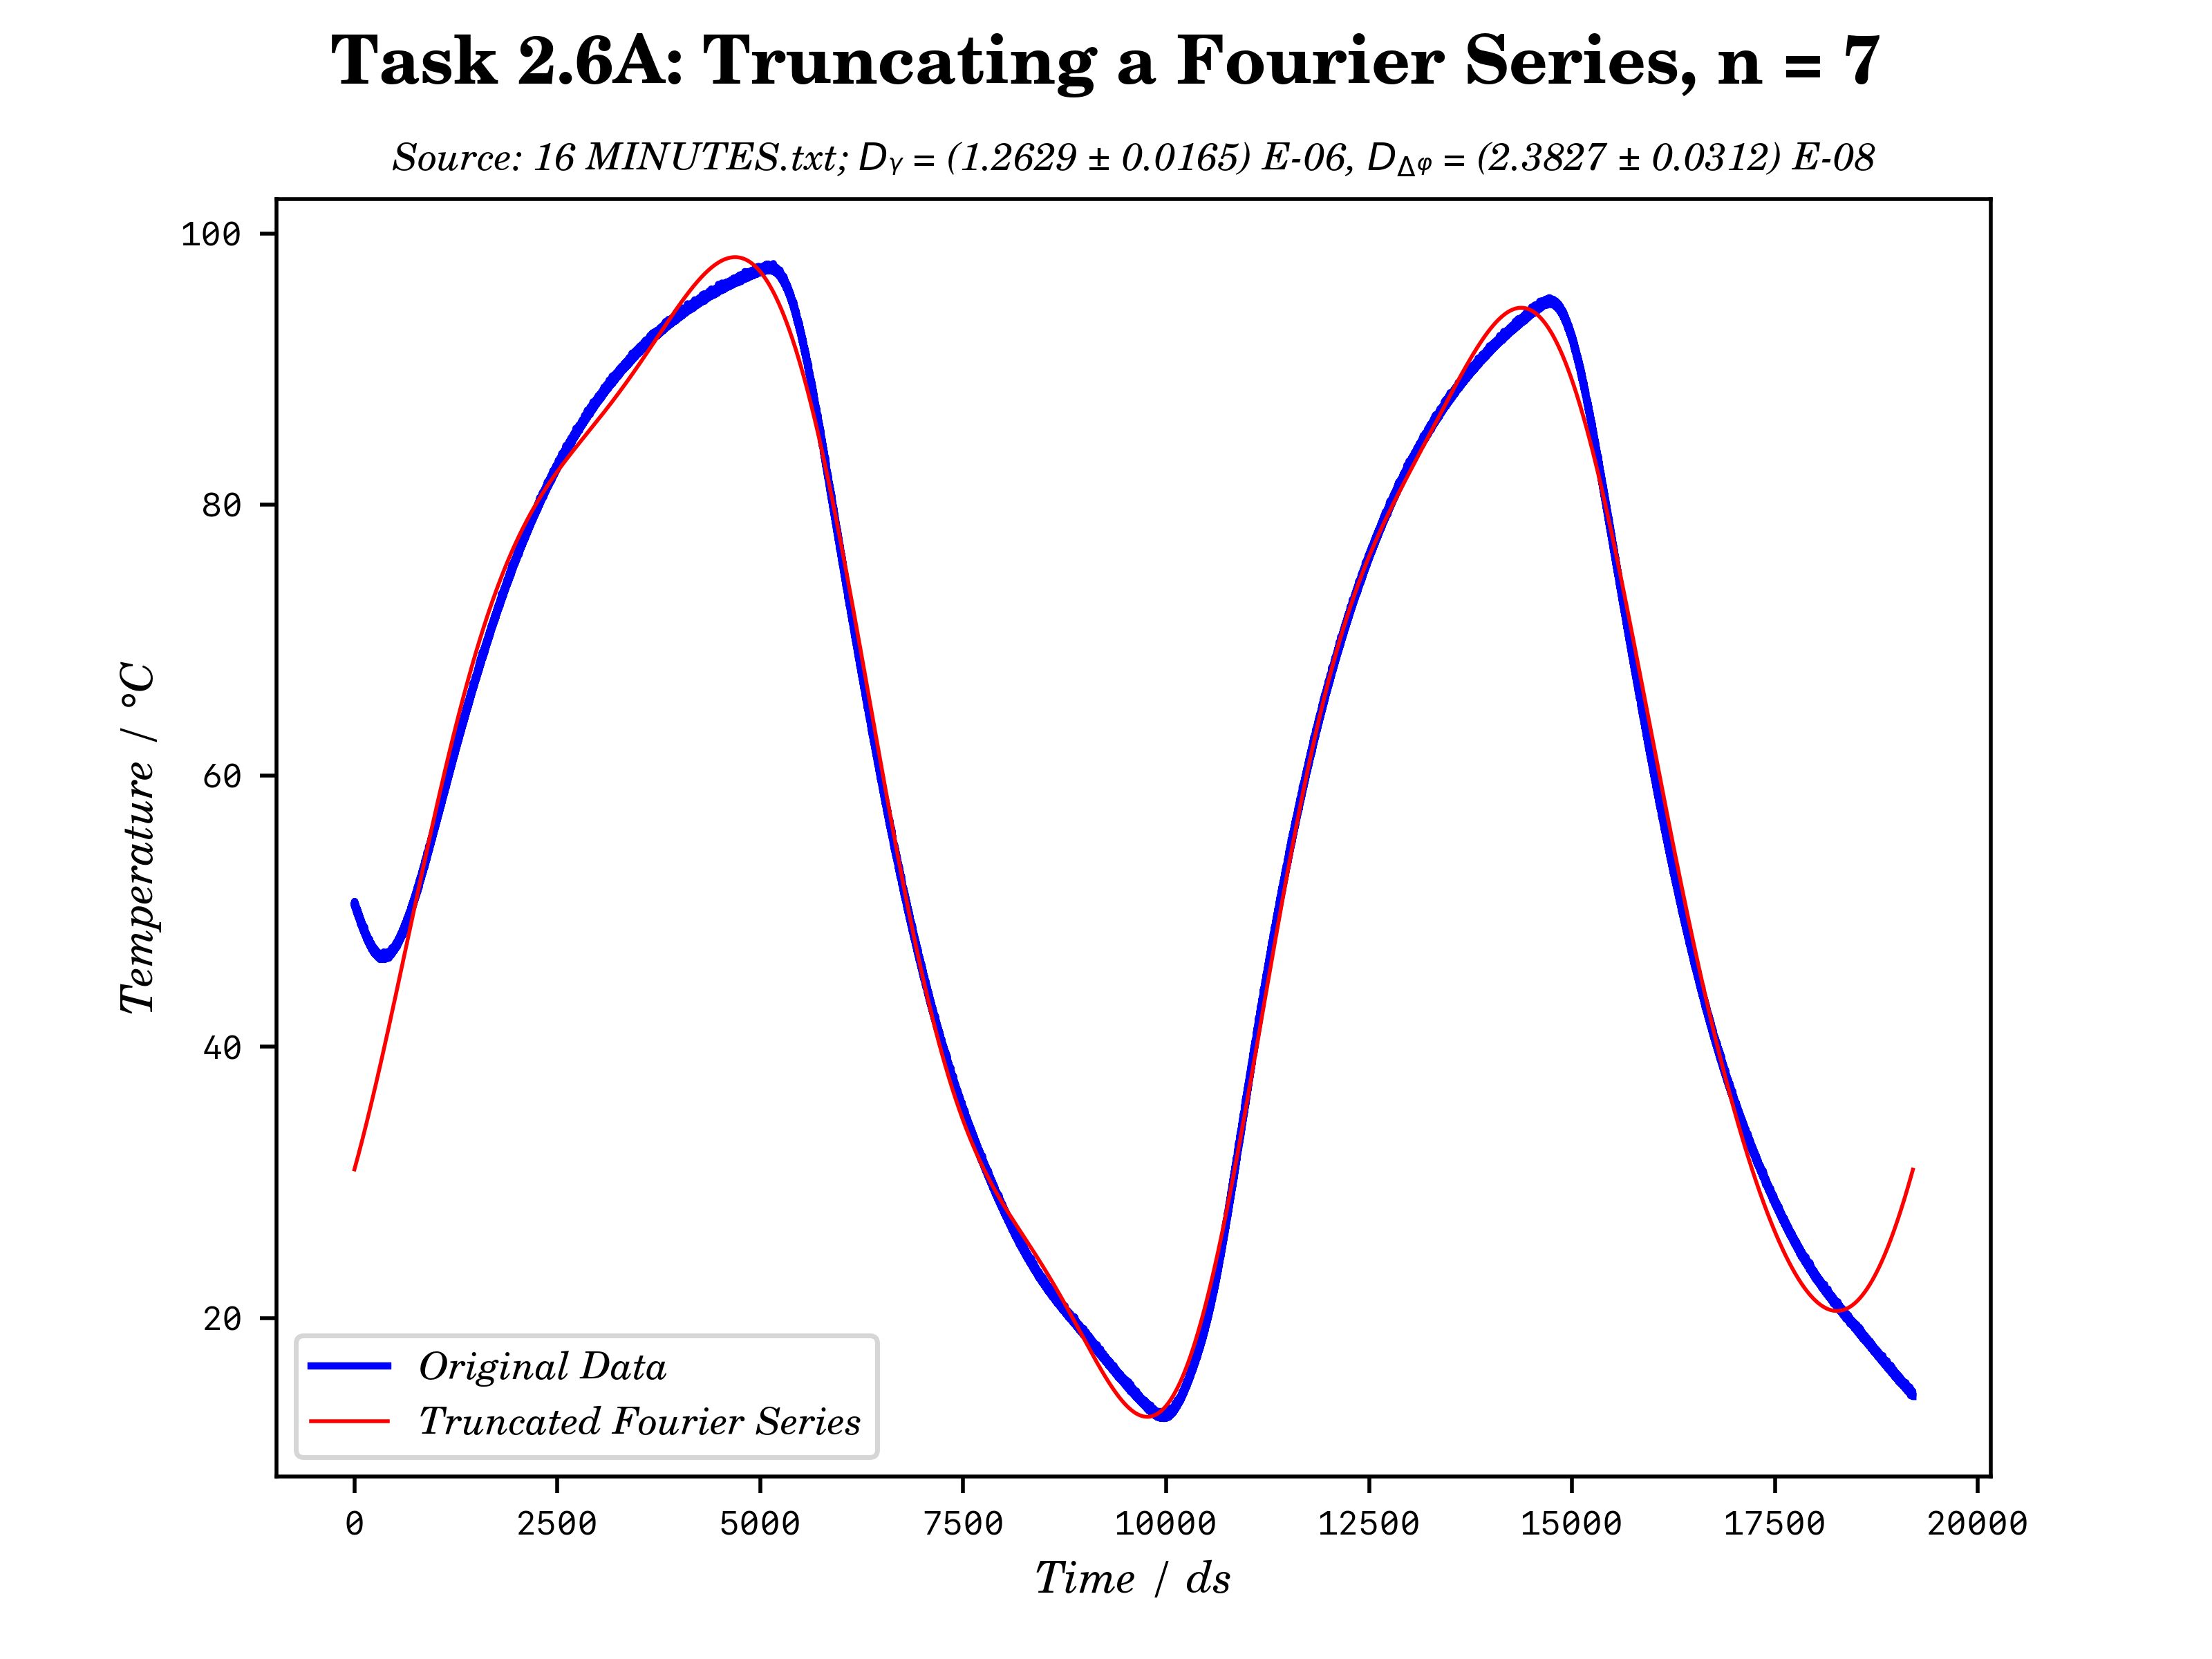 Task 2.6A: Truncating a Fourier Series, n = 7
Source: 16 MINUTES.txt; Dγ = (1.2629 ± 0.0165) E-06, DΔφ = (2.3827 ± 0.0312) E-08
100
80
60
40
20
Temperature / °C
Original Data
Truncated Fourier Series
0 2500 5000 7500 10000 12500 15000 17500 20000
Time / ds